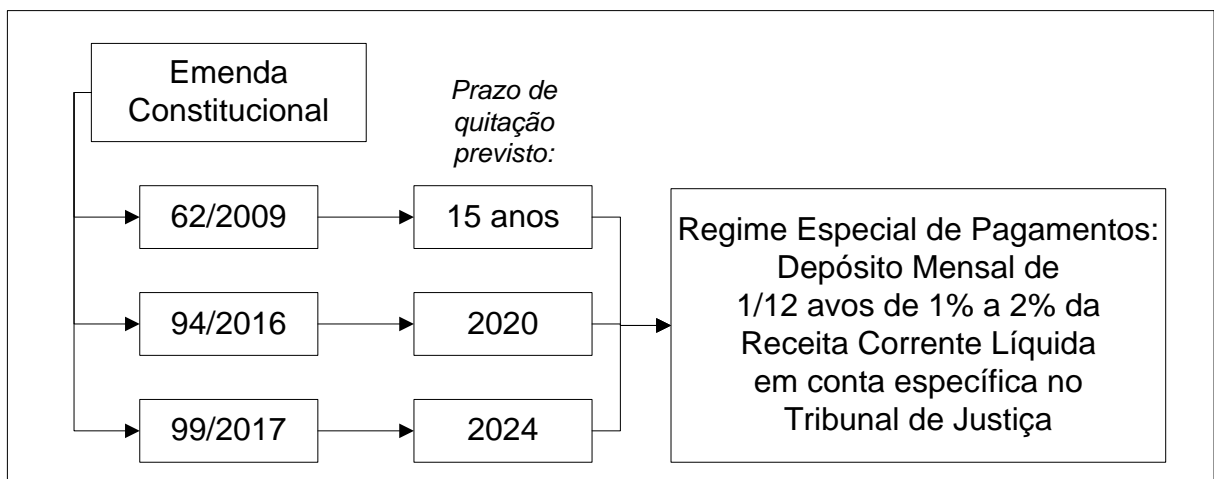 Emenda
Constitucional
Prazo de
quitação
previsto:
62/2009
15 anos
94/2016
2020
99/2017
2024
Regime Especial de Pagamentos:
Depósito Mensal de
1/12 avos de 1% a 2% da
Receita Corrente Líquida
em conta específica no
Tribunal de Justiça